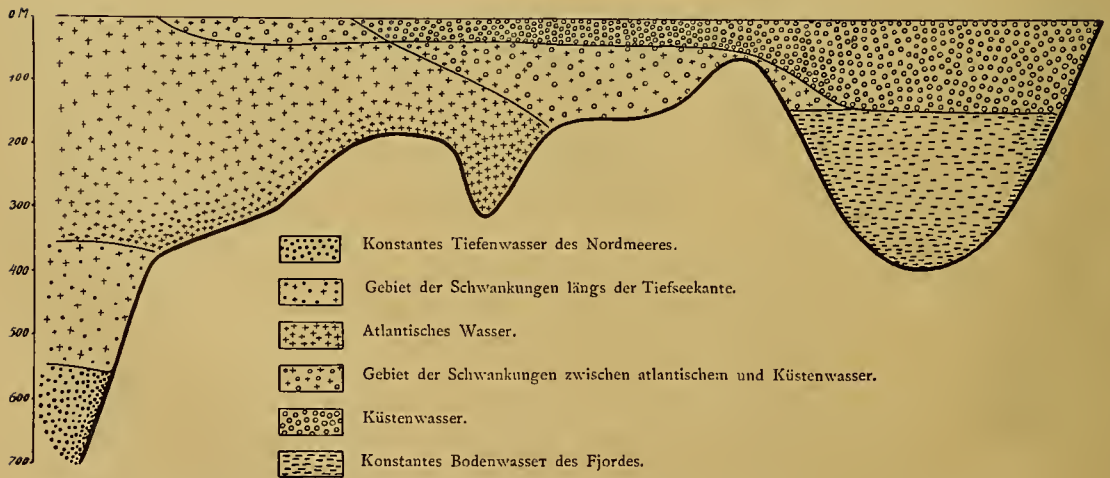 0 M
100
200
300
400
500
600
700
Konstantes Tiefenwasser des Nordmeeres.
Gebiet der Schwankungen längs der Tiefseekante.
Atlantisches Wasser.
Gebiet der Schwankungen zwischen atlantischem und Küstenwasser.
Küstenwasser.
Konstantes Bodenwasser des Fjordes.